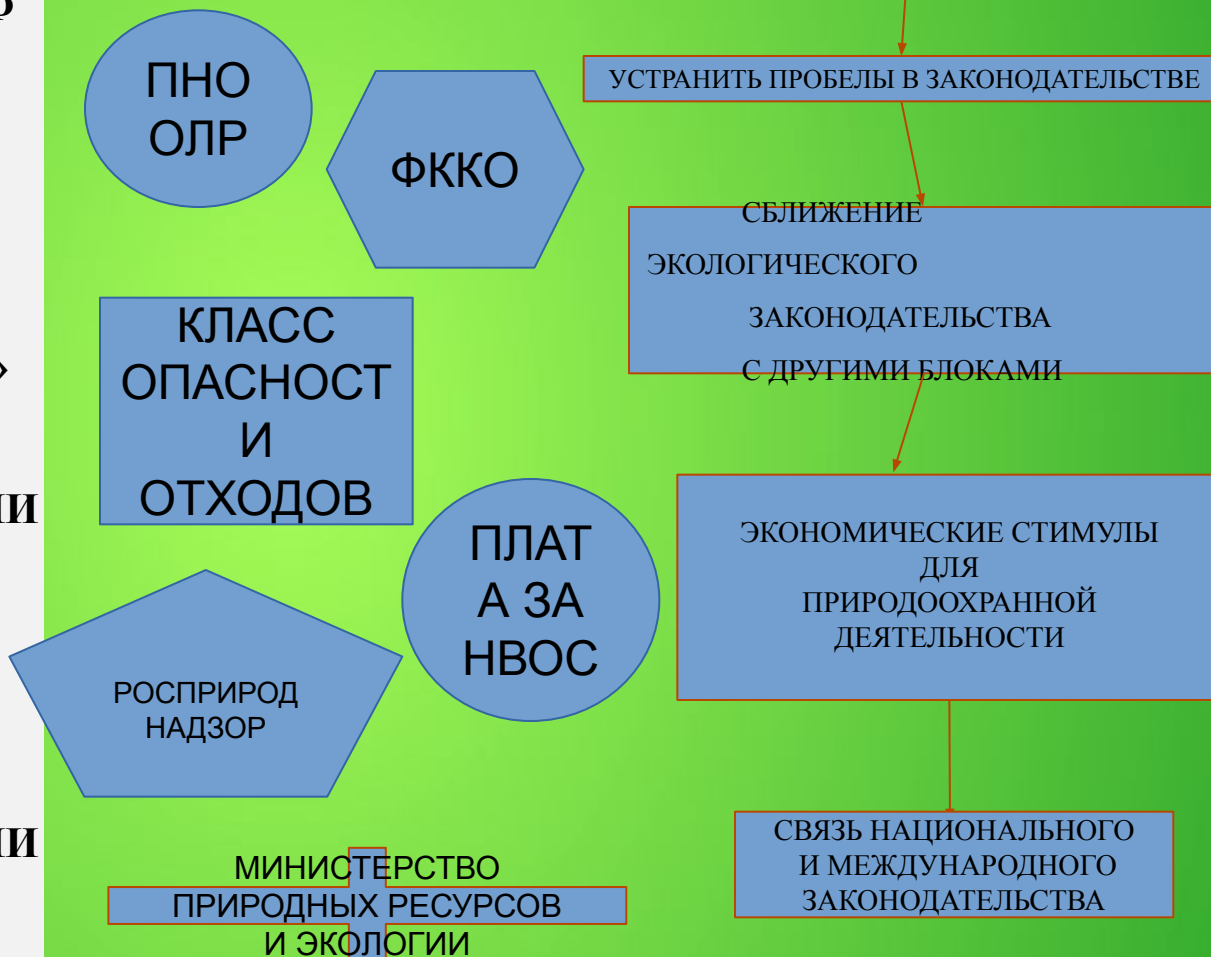 ПНО
ОЛР
ФККО
КЛАСС
ОПАСНОСТ
И
ОТХОДОВ
ПЛАТ
А ЗА
НВОС
РОСПРИРОД
НАДЗОР
МИНИСТЕРСТВО
ПРИРОДНЫХ РЕСУРСОВ
И ЭКОЛОГИИ
УСТРАНИТЬ ПРОБЕЛЫ В ЗАКОНОДАТЕЛЬСТВЕ
СБЛИЖЕНИЕ
ЭКОЛОГИЧЕСКОГО
ЗАКОНОДАТЕЛЬСТВА
С ДРУГИМИ БЛОКАМИ
ЭКОНОМИЧЕСКИЕ СТИМУЛЫ
ДЛЯ
ПРИРОДООХРАННОЙ
ДЕЯТЕЛЬНОСТИ
СВЯЗЬ НАЦИОНАЛЬНОГО
И МЕЖДУНАРОДНОГО
ЗАКОНОДАТЕЛЬСТВА